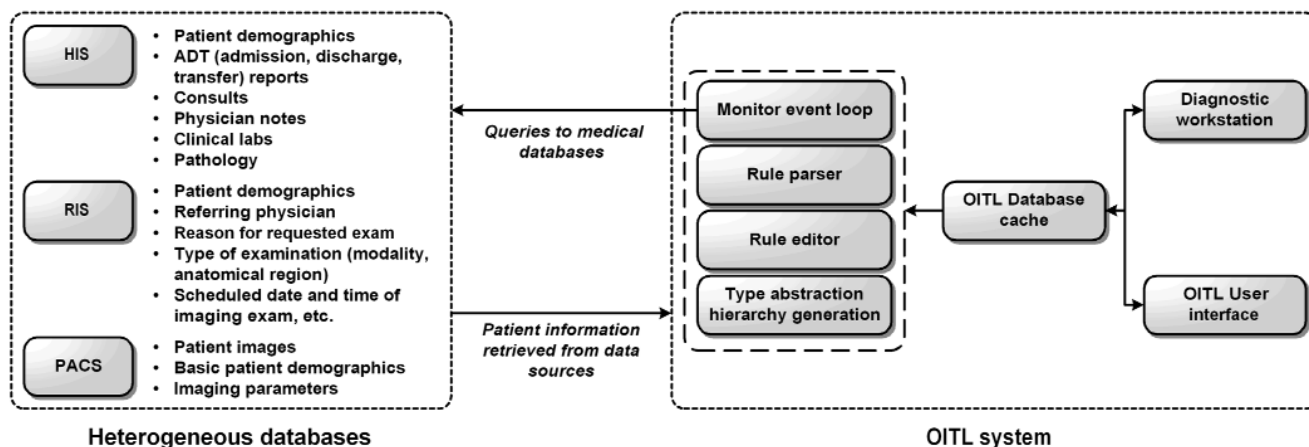 HIS
• Patient demographics
• ADT (admission, discharge,
transfer) reports
• Consults
• Physician notes
• Clinical labs
• Pathology
RIS
• Patient demographics
• Referring physician
• Reason for requested exam
• Type of examination (modality,
anatomical region)
• Scheduled date and time of
imaging exam, etc.
PACS
• Patient images
• Basic patient demographics
• Imaging parameters
Heterogeneous databases
Queries to medical
databases
Patient information
retrieved from data
sources
Monitor event loop
Rule parser
Rule editor
Type abstraction
hierarchy generation
OITL Database
cache
Diagnostic
workstation
OITL User
interface
OITL system